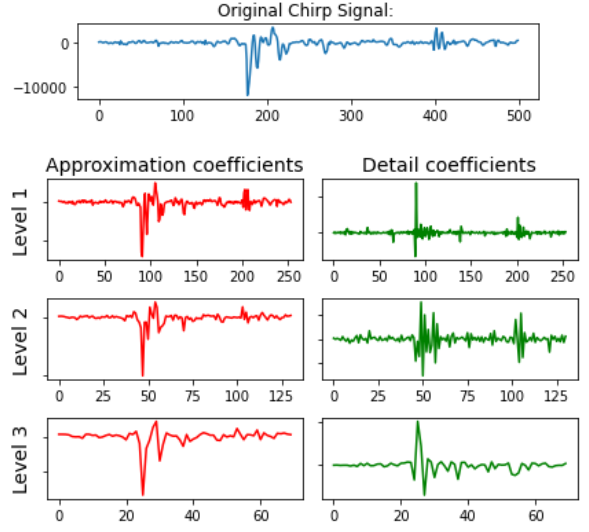 Original Chirp Signal:
0
−10000
0 100 200 300 400 500
Approximation coefficients Detail coefficients
Level 1
0 50 100 150 200 250 0 50 100 150 200 250
Level 2
0 25 50 75 100 125 0 25 50 75 100 125
Level 3
0 20 40 60 0 20 40 60